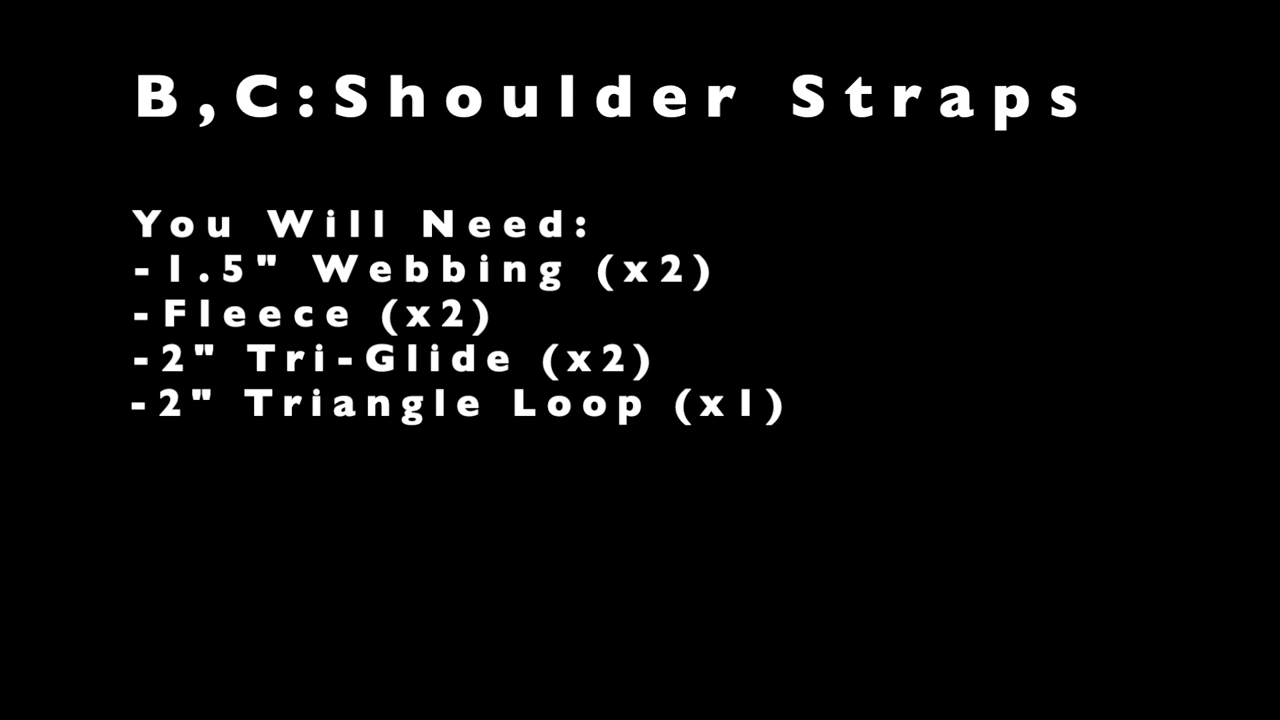 B,C:Shoulder Straps
You Will Need:
-1.5" Webbing (x2)
-Fleece (x2)
-2" Tri-Glide (x2)
-2" Triangle Loop (x1)